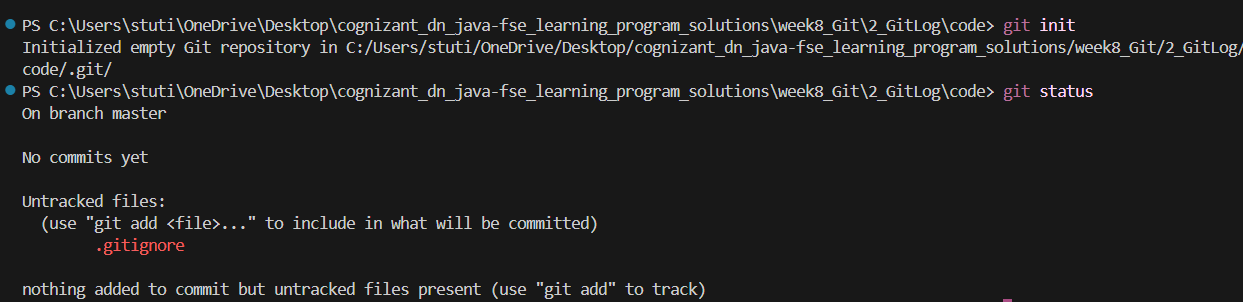 PS C:\Users\stuti\OneDrive\Desktop\cognizant_dn_java-fse_learning_program_solutions\week8_Git\2_GitLog\code> git init
Initialized empty Git repository in C:/Users/stuti/OneDrive/Desktop/cognizant_dn_java-fse_learning_program_solutions/week8_Git/2_GitLog/
code/.git/
PS C:\Users\stuti\OneDrive\Desktop\cognizant_dn_java-fse_learning_program_solutions\week8_Git\2_GitLog\code> git status
On branch master
No commits yet
Untracked files:
(use "git add <file>..." to include in what will be committed)
.gitignore
nothing added to commit but untracked files present (use "git add" to track)